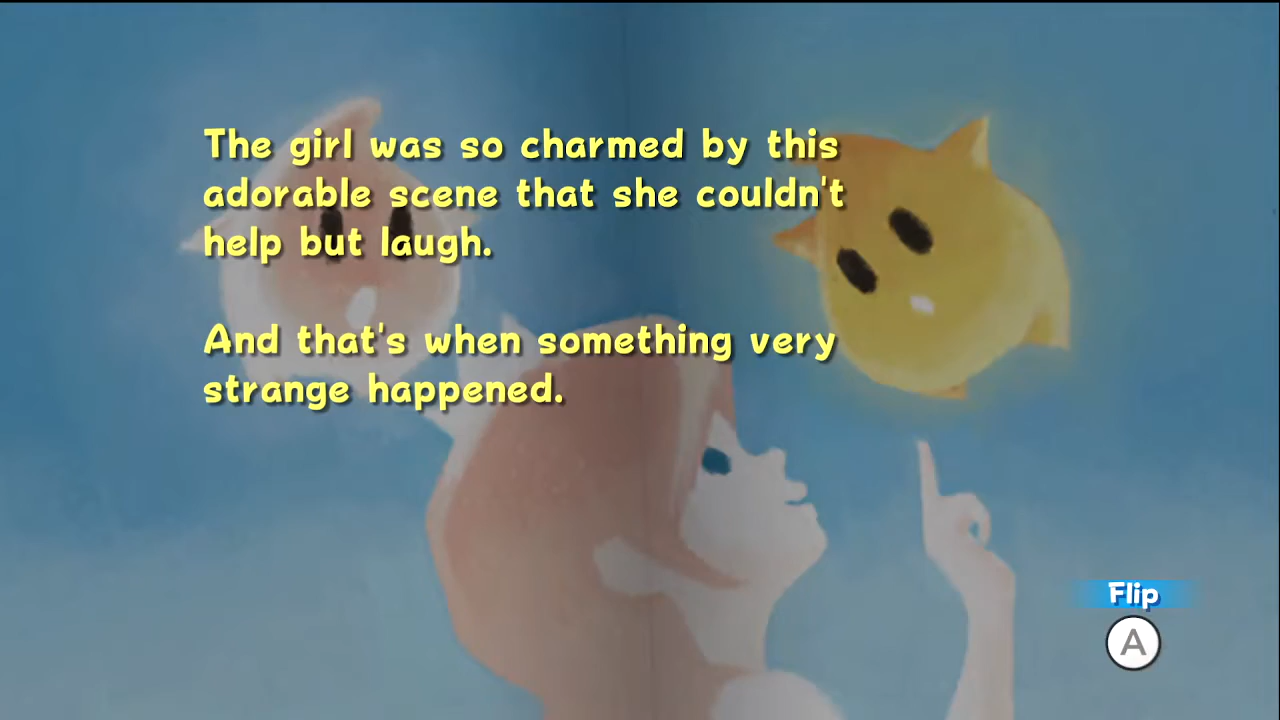 The girl was so charmed by this
adorable scene that she couldn't
help but laugh.
And that's when something very
strange happened.
Flip
A